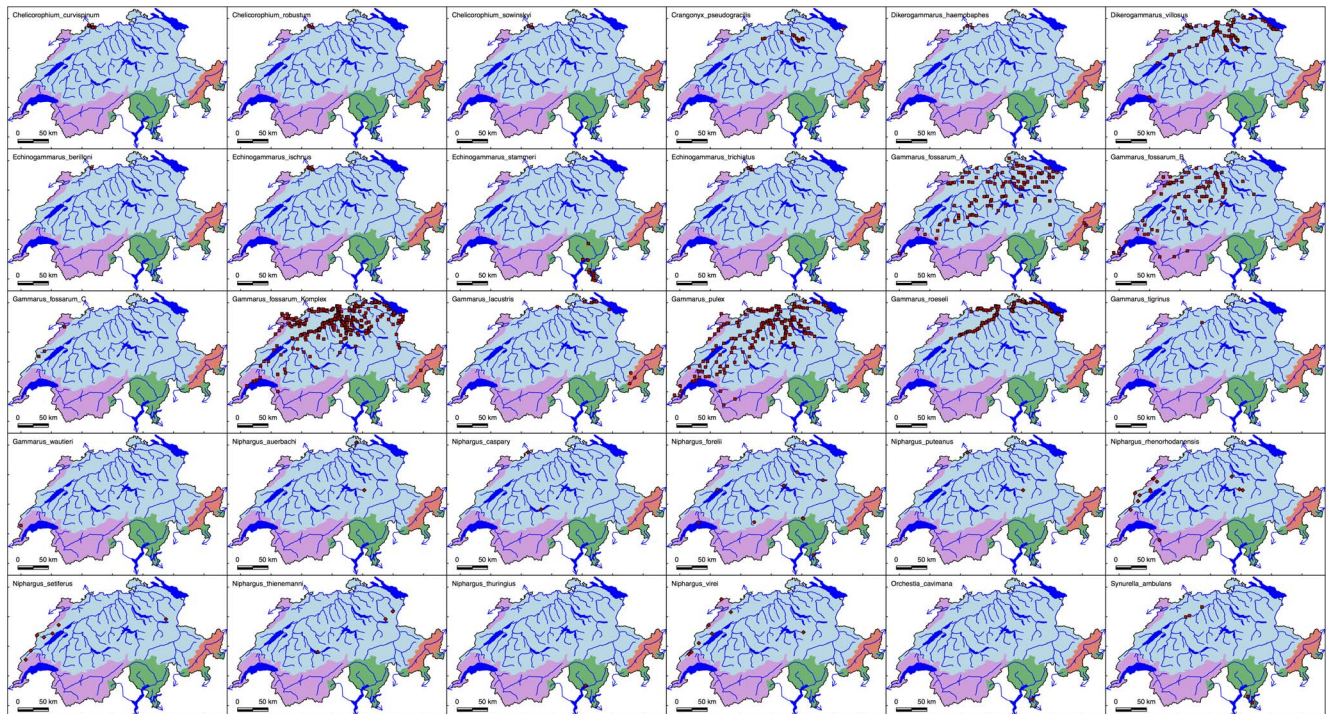 Chelicorophium_curvispinum
Chelicorophium_robustum
Chelicorophium_sowinskyi
Crangonyx_pseudogracilis
Dikerogammarus_haemobaphes
Dikerogammarus_villosus
0 50 km
0 50 km
0 50 km
0 50 km
0 50 km
0 50 km
Echinogammarus_berilloni
Echinogammarus_ischnus
Echinogammarus_stammeri
Echinogammarus_trichiatus
Gammarus_fossarum_A
Gammarus_fossarum_B
0 50 km
0 50 km
0 50 km
0 50 km
0 50 km
0 50 km
Gammarus_fossarum_C
Gammarus_fossarum_Komplex
Gammarus_lacustris
Gammarus_pulex
Gammarus_roeseli
Gammarus_tigrinus
0 50 km
0 50 km
0 50 km
0 50 km
0 50 km
0 50 km
Gammarus_wautieri
Niphargus_auerbachi
Niphargus_caspary
Niphargus_forelii
Niphargus_puteanus
Niphargus_rhenorhodanensis
0 50 km
0 50 km
0 50 km
0 50 km
0 50 km
0 50 km
Niphargus_setiferus
Niphargus_thienemanni
Niphargus_thuringius
Niphargus_virei
Orchestia_cavimana
Synurella_ambulans
0 50 km
0 50 km
0 50 km
0 50 km
0 50 km
0 50 km